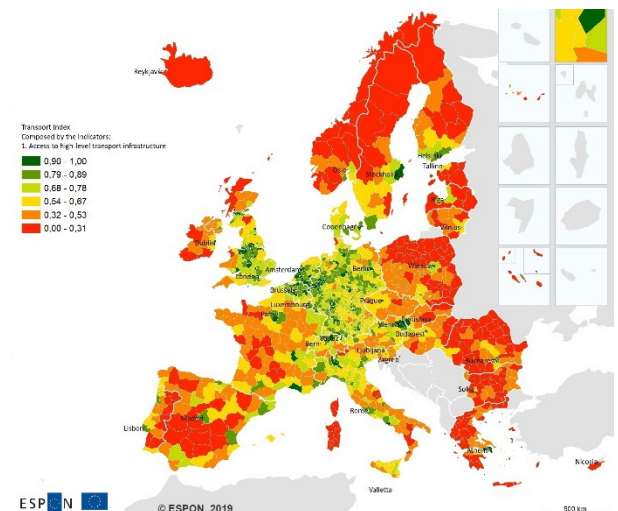 Reykjavik
Transport Index
Composed by the indicators:
1. Access to high level transport infrastructure
0,90 - 1,00
0,79 - 0,89
0,68 - 0,78
0,54 - 0,67
0,32 - 0,53
0,00 - 0,31
Oslo
Helsinki
Stockholm
Tallinn
Riga
Copenhagen
Vilnius
Dublin
London
Amsterdam
Berlin
Warsaw
Brussels
Luxembourg
Prague
Paris
Vienna
Bratislava
Budapest
Bern
Ljubljana
Zagreb
Bucharest
Sofia
Rome
Madrid
Lisbon
Athens
Nicosia
Valletta
ESPON
© ESPON, 2019
500 km